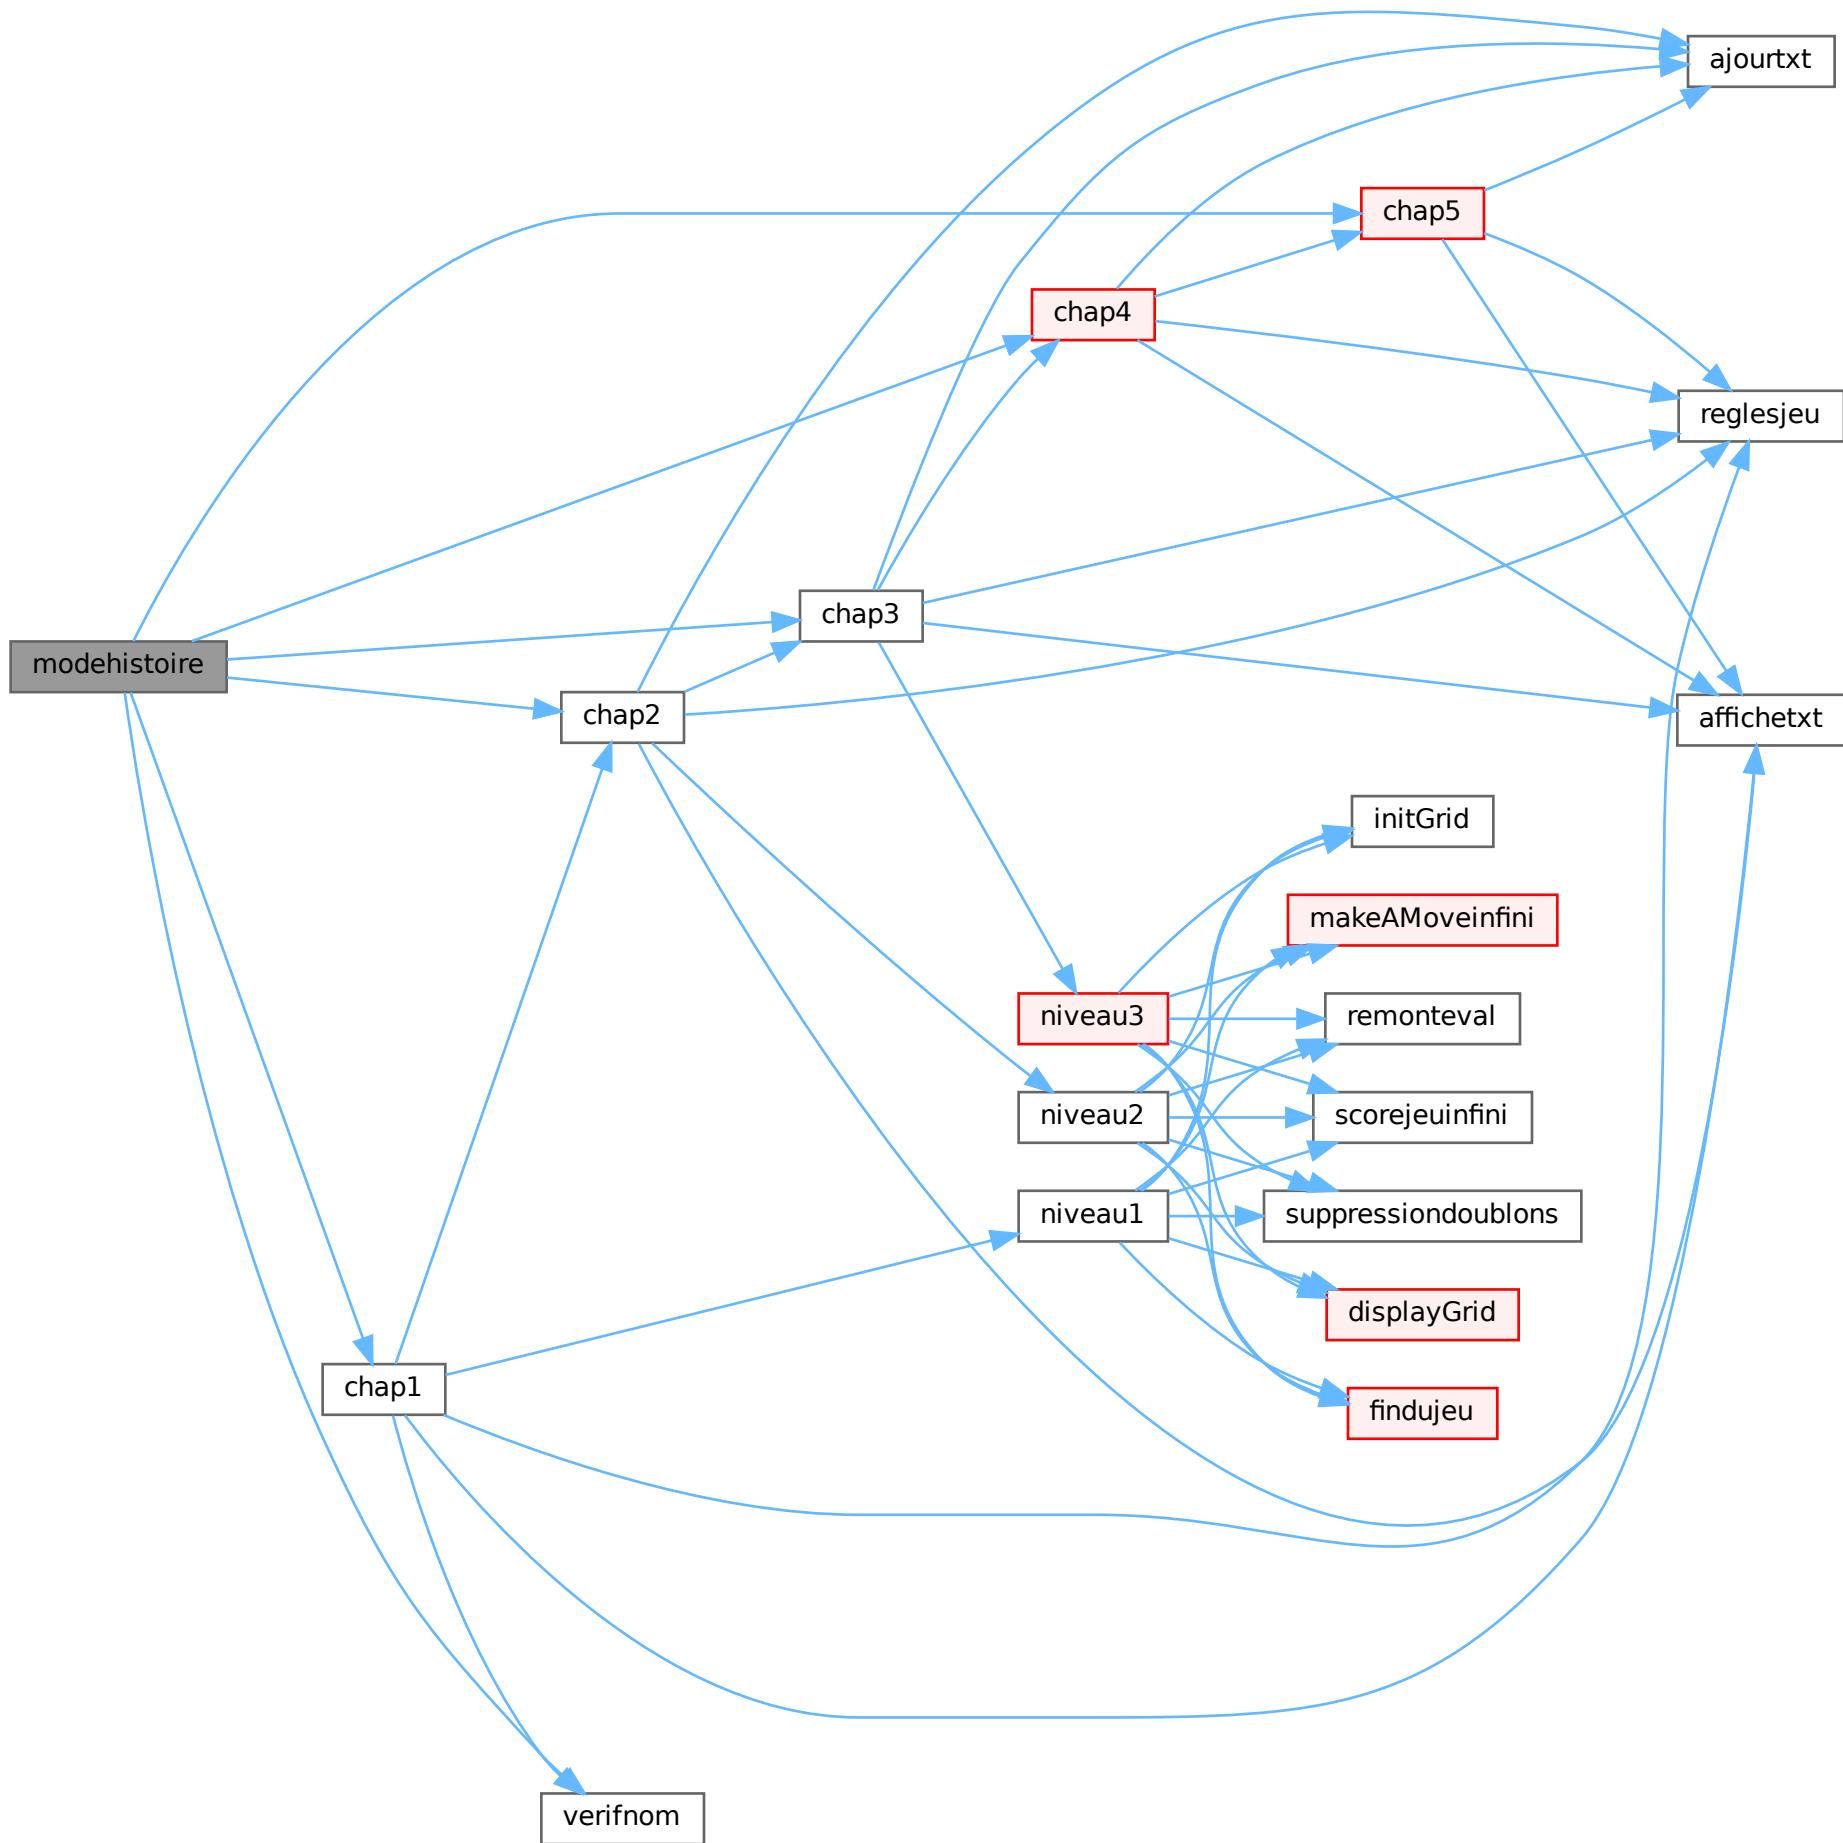 ajourtxt
chap5
chap4
reglesjeu
chap3
modehistoire
chap2
affichetxt
initGrid
makeAMoveinfini
niveau3
remonteval
niveau2
scorejeuinfini
niveau1
suppressiondoublons
displayGrid
chap1
findujeu
verifnom